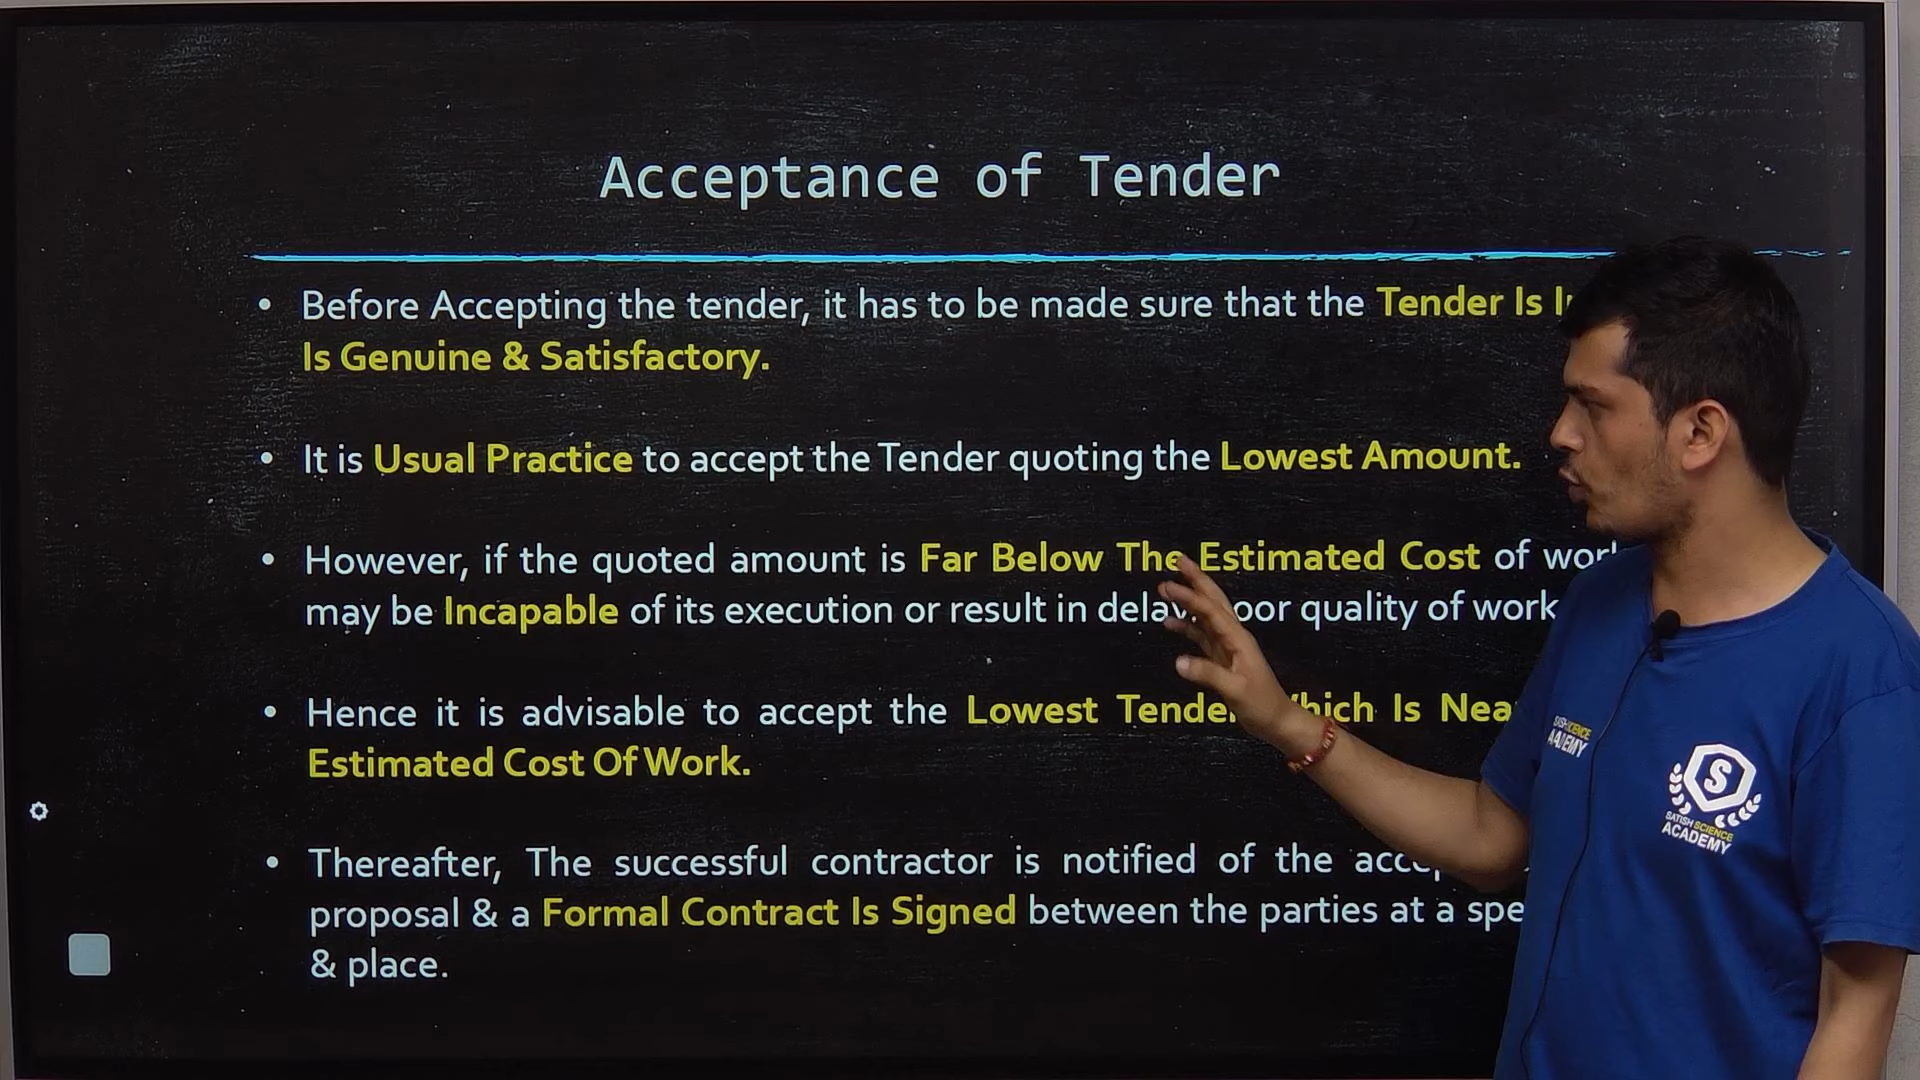 Acceptance of Tender
• Before Accepting the tender, it has to be made sure that the Tender Is
Is Genuine & Satisfactory.
• It is Usual Practice to accept the Tender quoting the Lowest Amount.
• However, if the quoted amount is Far Below The Estimated Cost of
may be Incapable of its execution or result in quality of work
• Hence it is advisable to accept the Lowest Is
Estimated Cost Of Work.
• Thereafter, The successful contractor is notified of the
proposal & a Formal Contract Is Signed between the parties at a
& place.
SATISH SCIENCE
ACADEMY
S
SATISH SCIENCE
ACADEMY